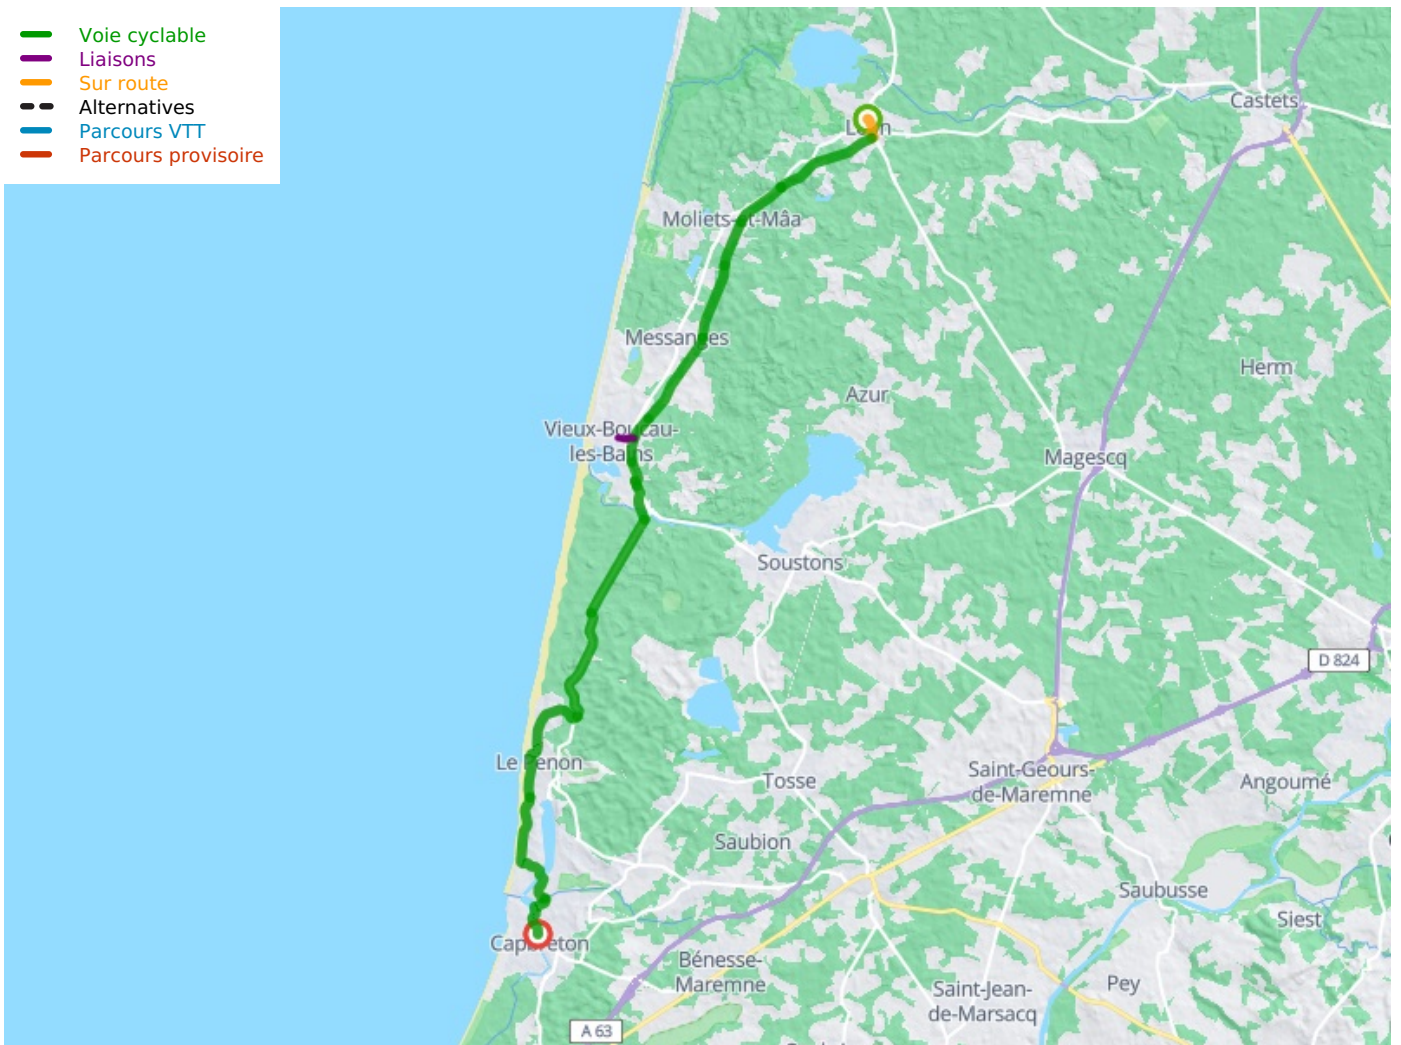 Voie cyclable
Liaisons
Sur route
Alternatives
Parcours VTT
Parcours provisoire
Castets
Moliets-et-Mâa
Messanges
Herm
Azur
Vieux-Boucau-
les-Bains
Magescq
Soustons
D 824
Le Penon
Tosse
Saint-Geours-
de-Maremne
Angoumé
Saubion
Saubusse
Siest
Capbreton
Bénesse-
Maremne
Saint-Jean-
de-Marsacq
Pey
A 63